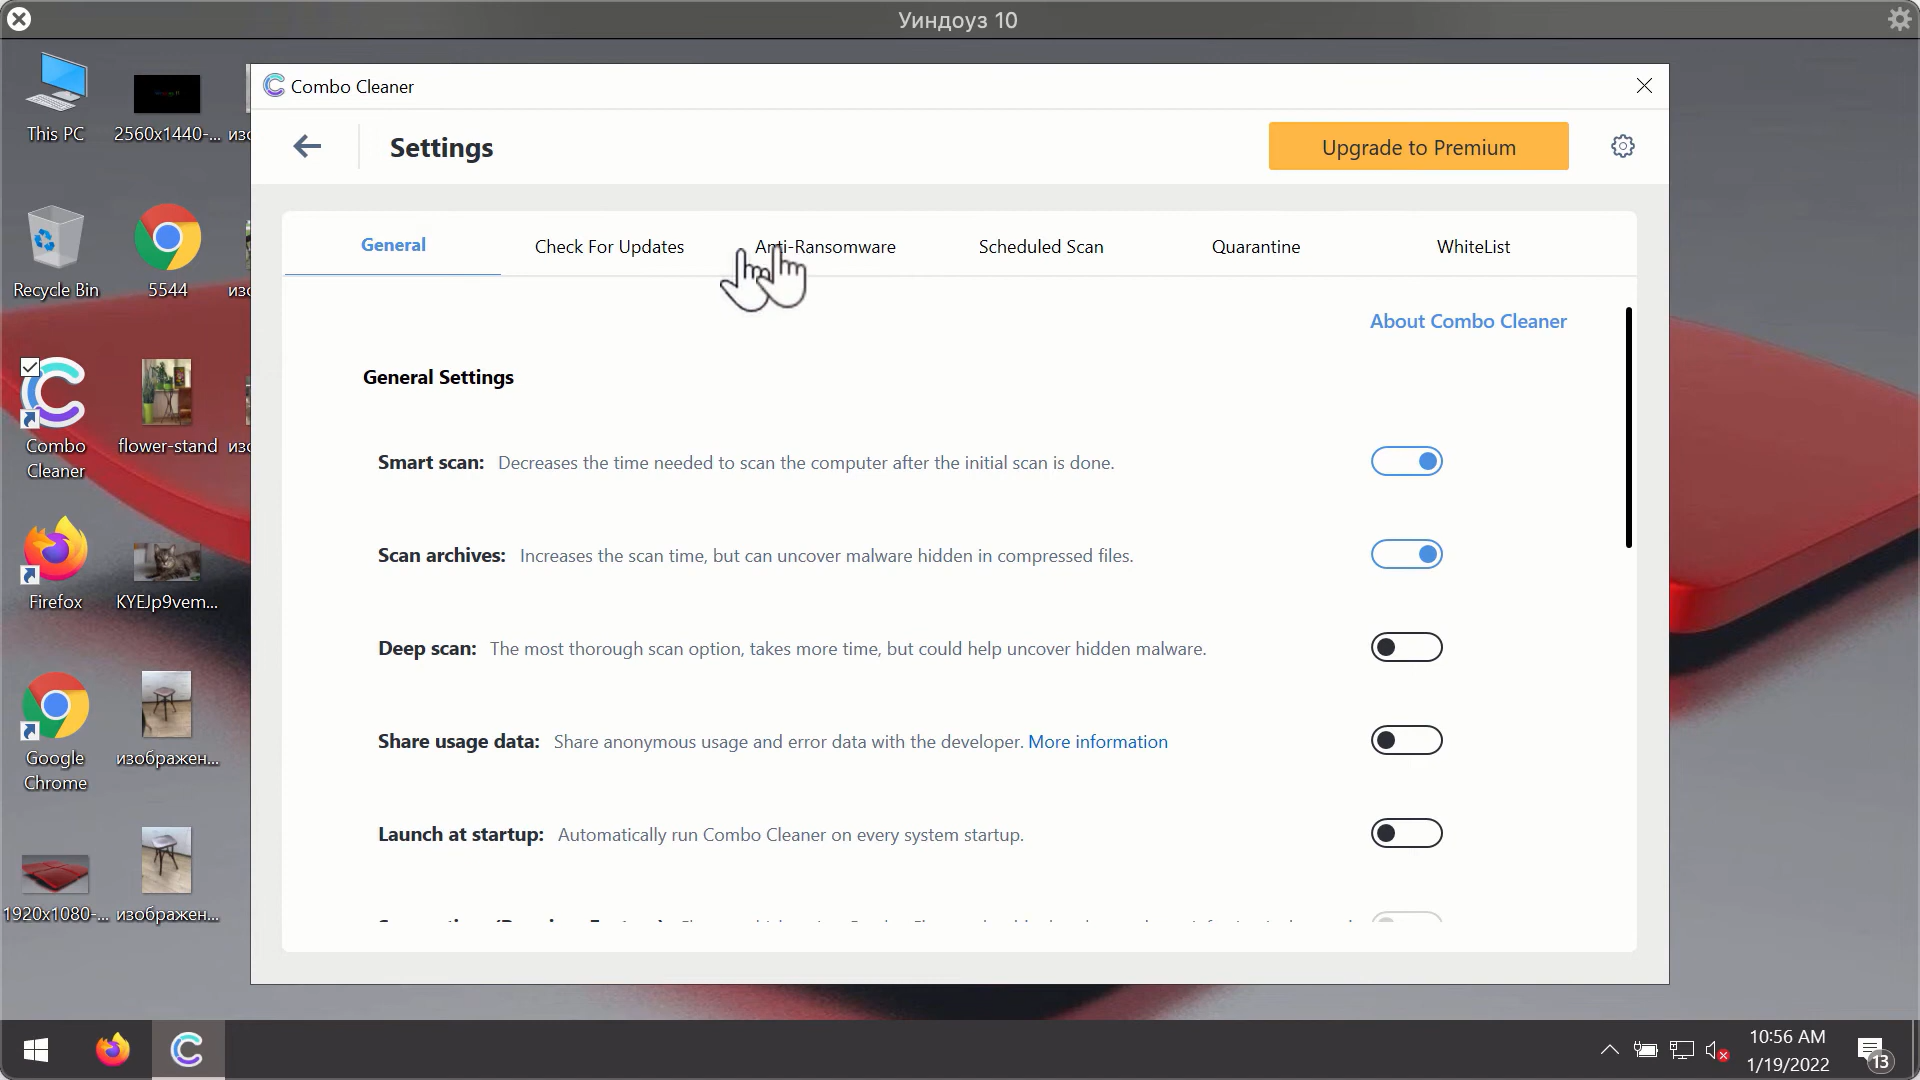 Уиндоуз 10
This PC
2560x1440-...
изо
Recycle Bin
5544
изо
Combo
Cleaner
flower-stand
изо
Firefox
KYEJp9vem...
Google
Chrome
изображен...
1920x1080-...
изображен...
Combo Cleaner
Settings
Upgrade to Premium
General
Check For Updates
Anti-Ransomware
Scheduled Scan
Quarantine
WhiteList
About Combo Cleaner
General Settings
Smart scan: Decreases the time needed to scan the computer after the initial scan is done.
Scan archives: Increases the scan time, but can uncover malware hidden in compressed files.
Deep scan: The most thorough scan option, takes more time, but could help uncover hidden malware.
Share usage data: Share anonymous usage and error data with the developer. More information
Launch at startup: Automatically run Combo Cleaner on every system startup.
10:56 AM
1/19/2022
13